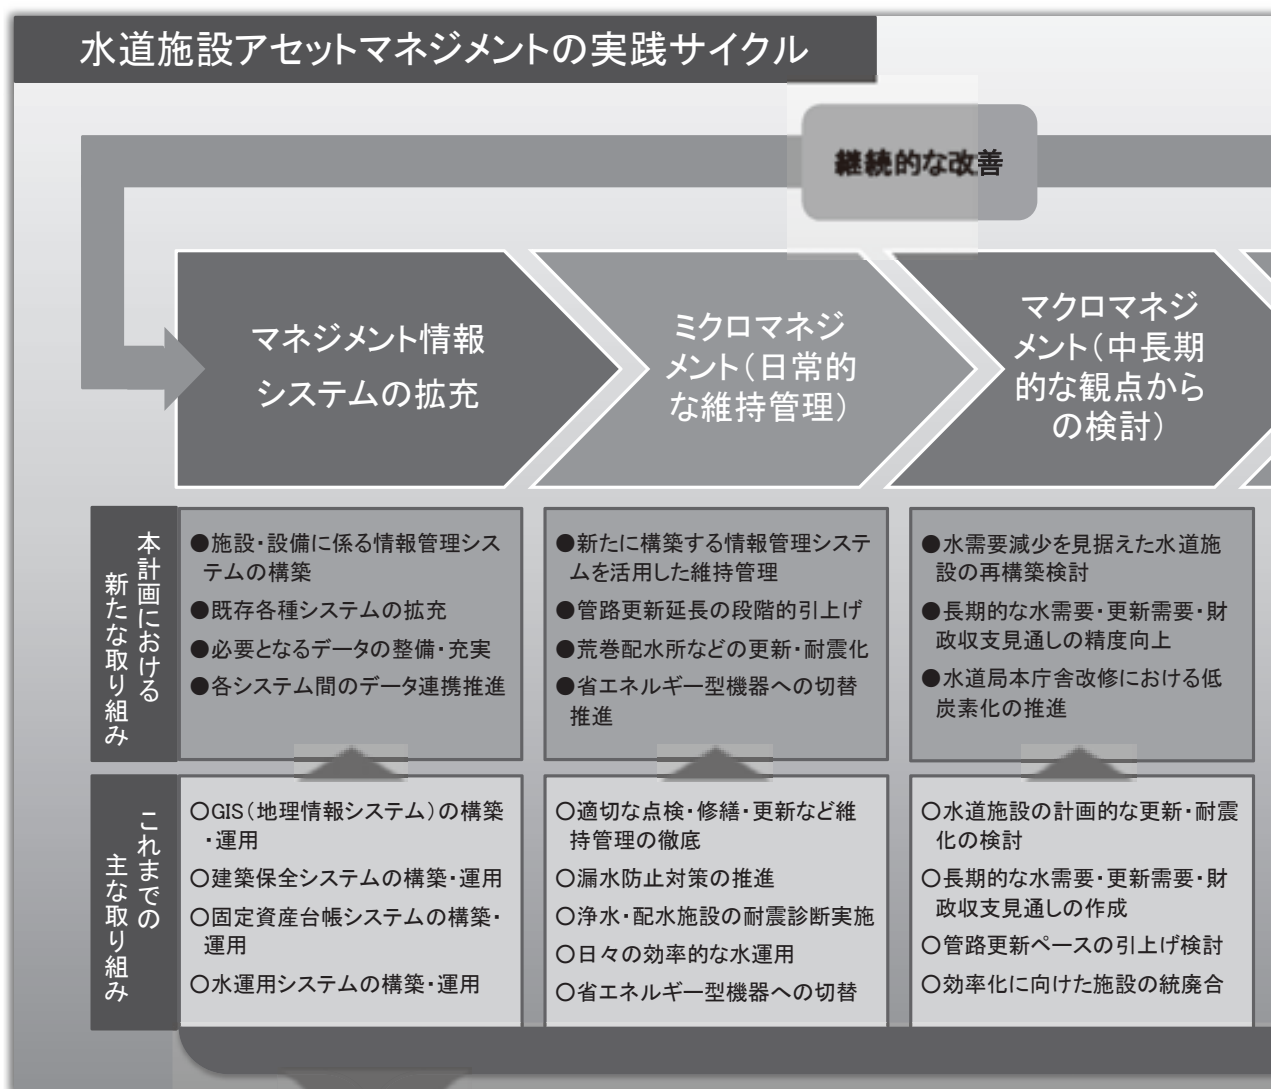 水道施設アセットマネジメントの実践サイクル
継続的な改善
マネジメント情報
システムの拡充
ミクロマネジ
メント(日常的
な維持管理)
マクロマネジ
メント(中長期
的な観点から
の検討)
本計画における
新たな取り組み
●施設・設備に係る情報管理シス
テムの構築
●既存各種システムの拡充
●必要となるデータの整備・充実
●各システム間のデータ連携推進
●新たに構築する情報管理システ
ムを活用した維持管理
●管路更新延長の段階的引上げ
●荒巻配水所などの更新・耐震化
●省エネルギー型機器への切替
推進
●水需要減少を見据えた水道施
設の再構築検討
●長期的な水需要・更新需要・財
政収支見通しの精度向上
●水道局本庁舎改修における低
炭素化の推進
これまでの
主な取り組み
○GIS(地理情報システム)の構築
・運用
○建築保全システムの構築・運用
○固定資産台帳システムの構築・
運用
○水運用システムの構築・運用
○適切な点検・修繕・更新など維
持管理の徹底
○漏水防止対策の推進
○浄水・配水施設の耐震診断実施
○日々の効率的な水運用
○省エネルギー型機器への切替
○水道施設の計画的な更新・耐震
化の検討
○長期的な水需要・更新需要・財
政収支見通しの作成
○管路更新ペースの引上げ検討
○効率化に向けた施設の統廃合